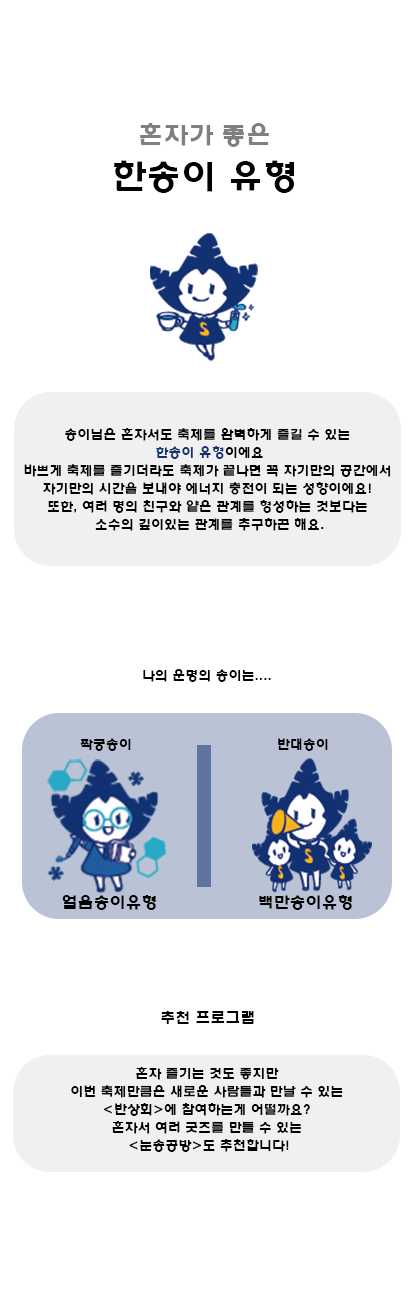 혼자가 좋은
한송이 유형
S
송이님은 혼자서도 축제를 완벽하게 즐길 수 있는
한송이 유형이에요
바쁘게 축제를 즐기더라도 축제가 끝나면 꼭 자기만의 공간에서
자기만의 시간을 보내야 에너지 충전이 되는 성향이에요!
또한, 여러 명의 친구와 얕은 관계를 형성하는 것보다는
소수의 깊이있는 관계를 추구하곤 해요.
나의 운명의 송이는....
짝궁송이
얼음송이유형
반대송이
S
S
S
백만송이유형
추천 프로그램
혼자 즐기는 것도 좋지만
이번 축제만큼은 새로운 사람들과 만날 수 있는
<반상회>에 참여하는게 어떨까요?
혼자서 여러 굿즈를 만들 수 있는
<눈송공방>도 추천합니다!